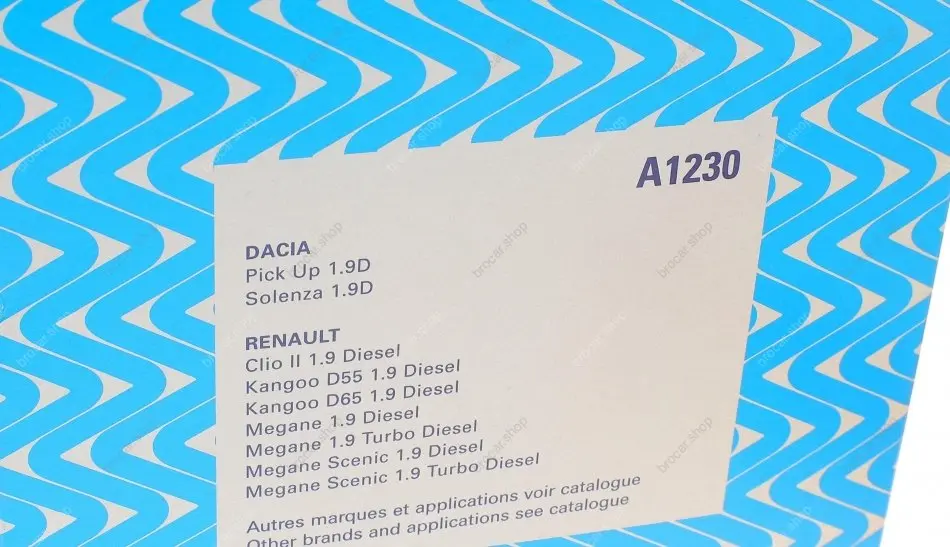 A1230
DACIA
Pick Up 1.9D
Solenza 1.9D
RENAULT
Clio II 1.9 Diesel
Kangoo D55 1.9 Diesel
Kangoo D65 1.9 Diesel
Megane 1.9 Diesel
Megane 1.9 Turbo Diesel
Megane Scenic 1.9 Diesel
Megane Scenic 1.9 Turbo Diesel
Autres marques et applications voir catalogue
Other brands and applications see catalogue
brocar.shop